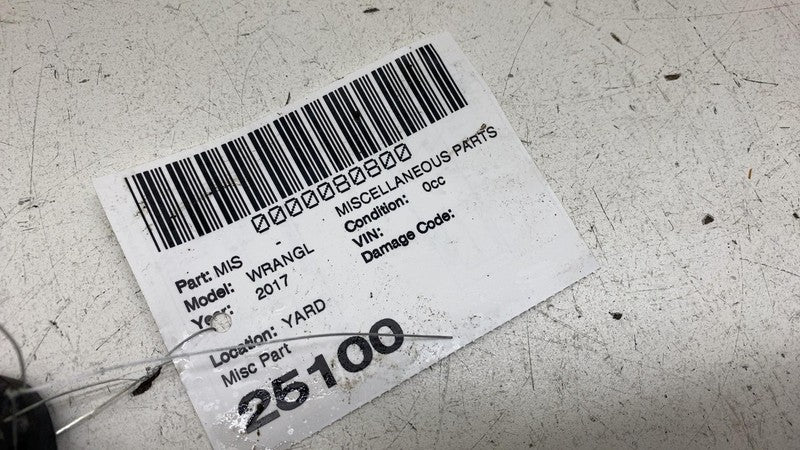 0000080800
Part: MIS - MISCELLANEOUS PARTS
Model: WRANGL Condition: 0cc
Year: 2017 VIN:
Damage Code:
Location: YARD
Misc Part
25100